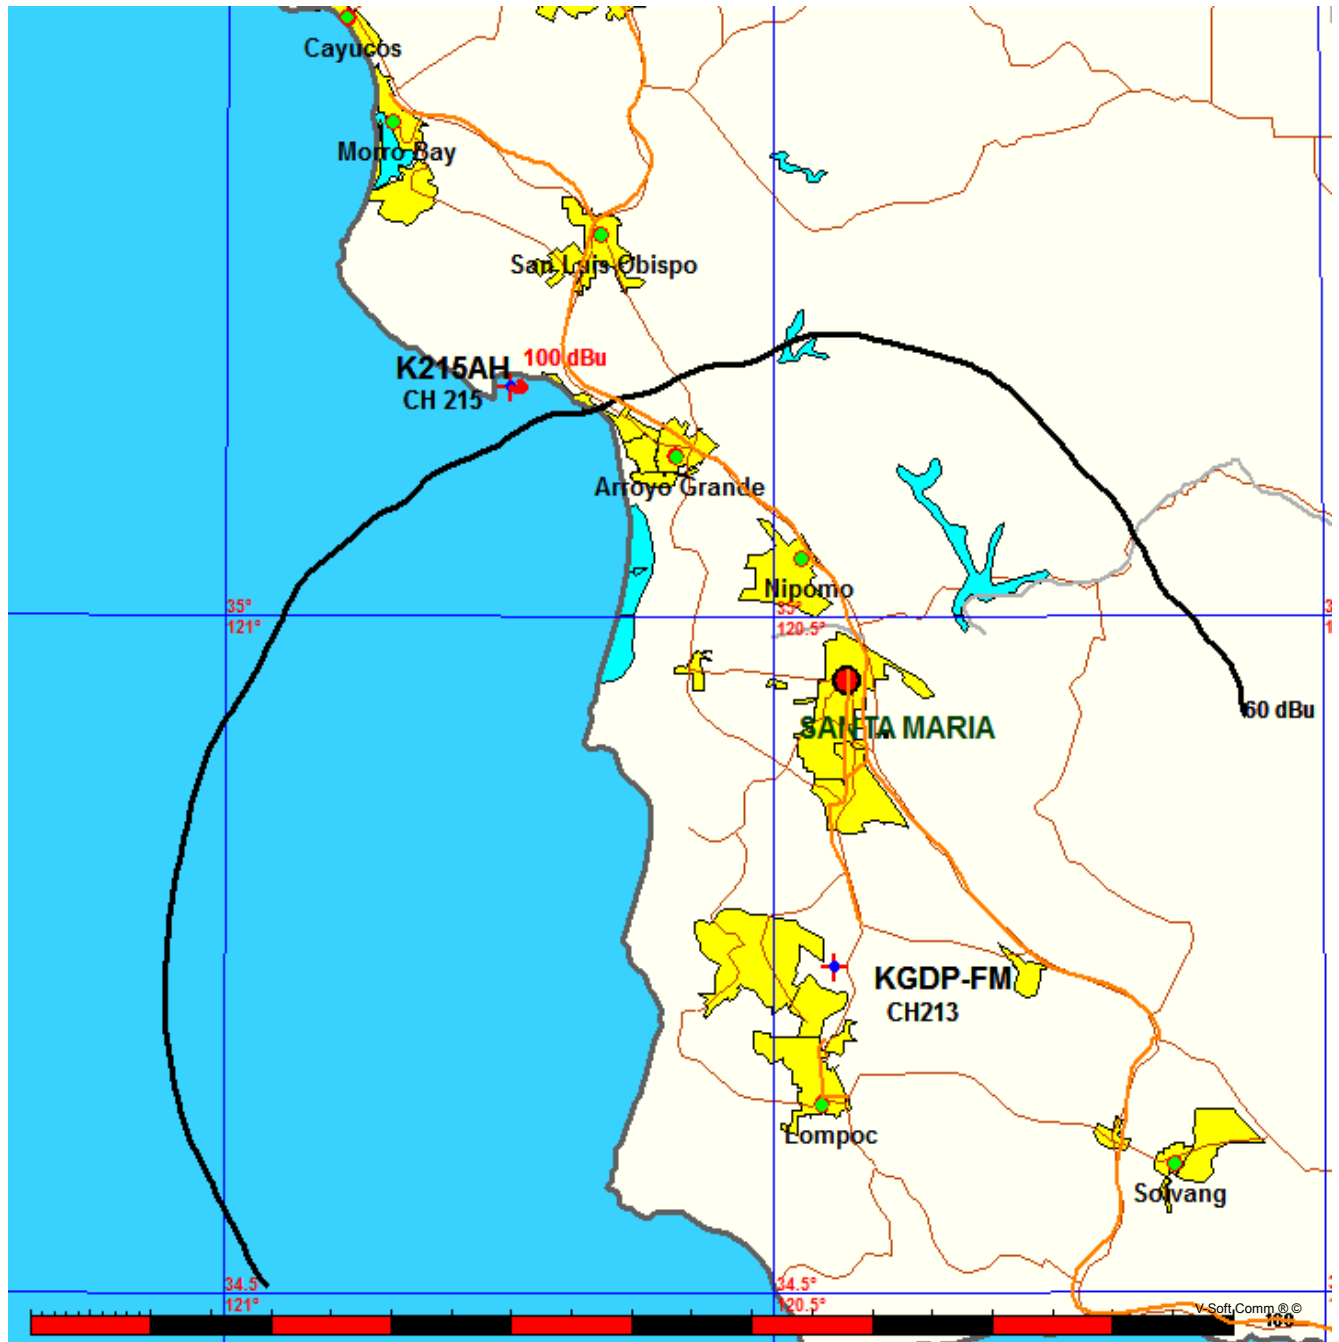 Cayucos
Morro Bay
San Luis Obispo
K215AH
100 dBu
CH 215
Arroyo Grande
Nipomo
35°
121°
35°
120.5°
60 dBu
SANTA MARIA
KGDP-FM
CH213
Lompoc
Solvang
34.5°
121°
34.5°
120.5°
V-Soft Comm ® ©